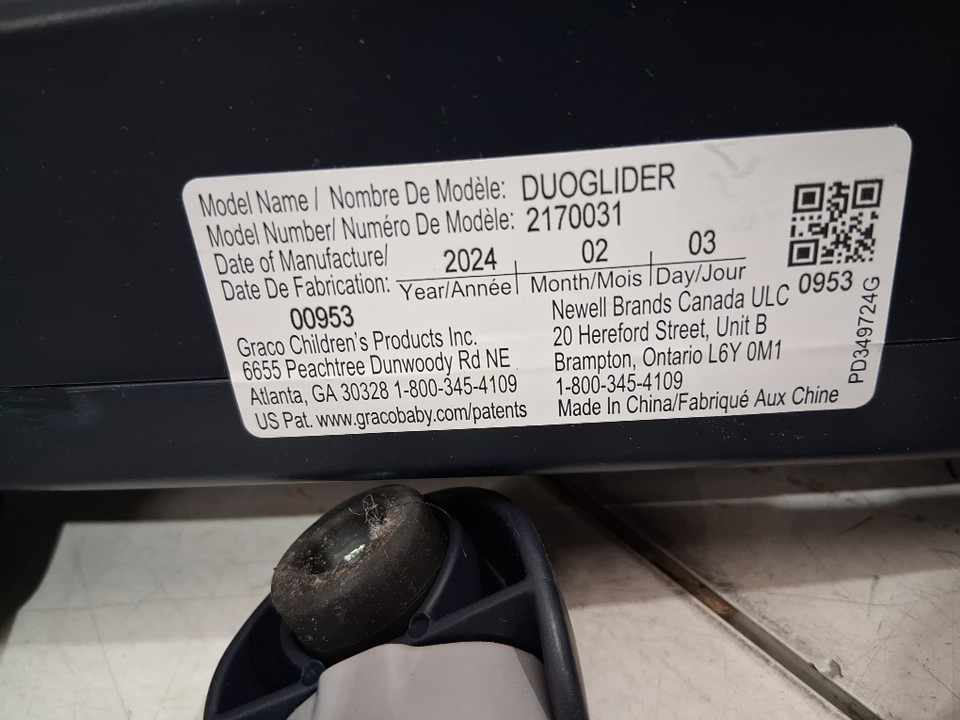 Model Name / Nombre De Modèle: DUOGLIDER
Model Number/ Numéro De Modèle: 2170031
Date of Manufacture/
Date De Fabrication:
2024 02 03
Year/Année Month/Mois Day/Jour
00953
Graco Children's Products Inc.
6655 Peachtree Dunwoody Rd NE
Atlanta, GA 30328 1-800-345-4109
US Pat. www.gracobaby.com/patents
Newell Brands Canada ULC
20 Hereford Street, Unit B
Brampton, Ontario L6Y 0M1
1-800-345-4109
Made In China/Fabriqué Aux Chine
0953
PD349724G